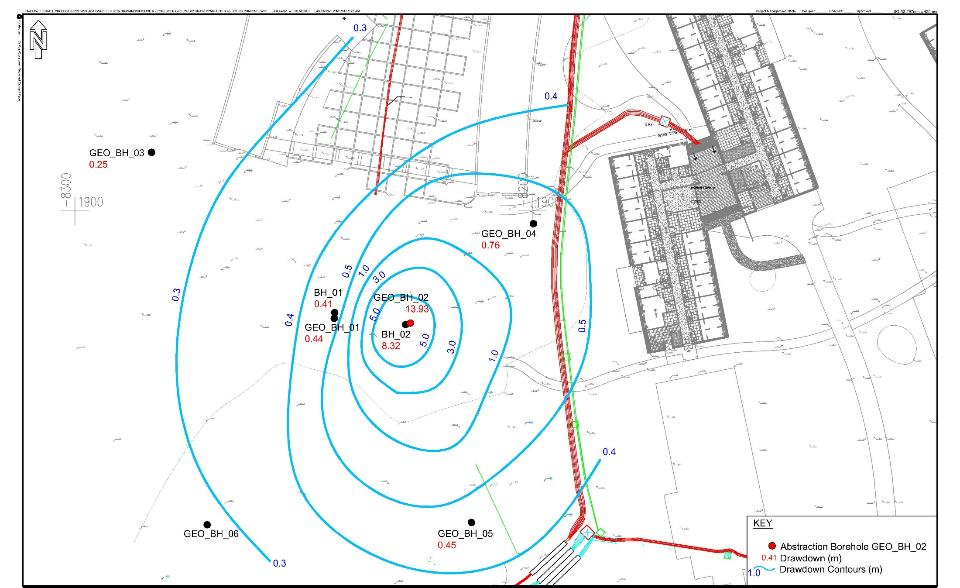 N
0.3
0.4
GEO_BH_03
0.25
-8300
1900
-8200
1900
GEO_BH_04
0.76
0.5
1.0
3.0
0.3
BH_01
0.41
GEO_BH_02
13.93
5.0
0.4
GEO_BH_01
0.44
BH_02
8.32
5.0
3.0
1.0
0.5
0.4
GEO_BH_05
0.45
GEO_BH_06
0.3
KEY
Abstraction Borehole GEO_BH_02
0.41 Drawdown (m)
Drawdown Contours (m)
1.0